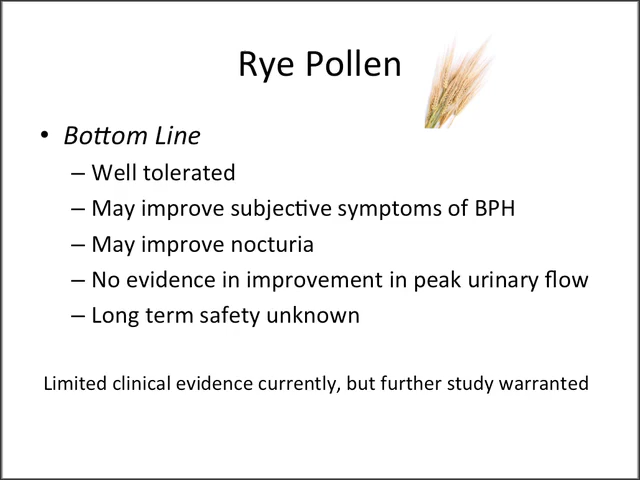 Rye Pollen
• Bottom Line
– Well tolerated
– May improve subjective symptoms of BPH
– May improve nocturia
– No evidence in improvement in peak urinary flow
– Long term safety unknown
Limited clinical evidence currently, but further study warranted